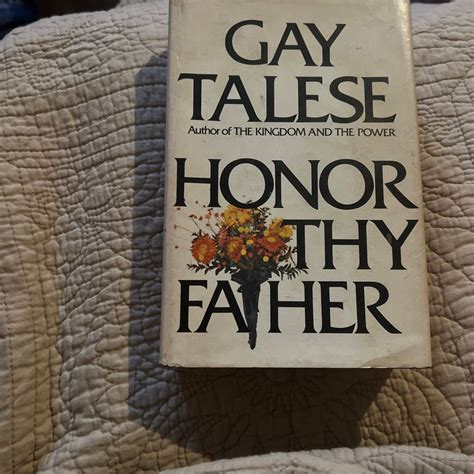 GAY
TALESE
Author of THE KINGDOM AND THE POWER
HONOR
THY
FATHER